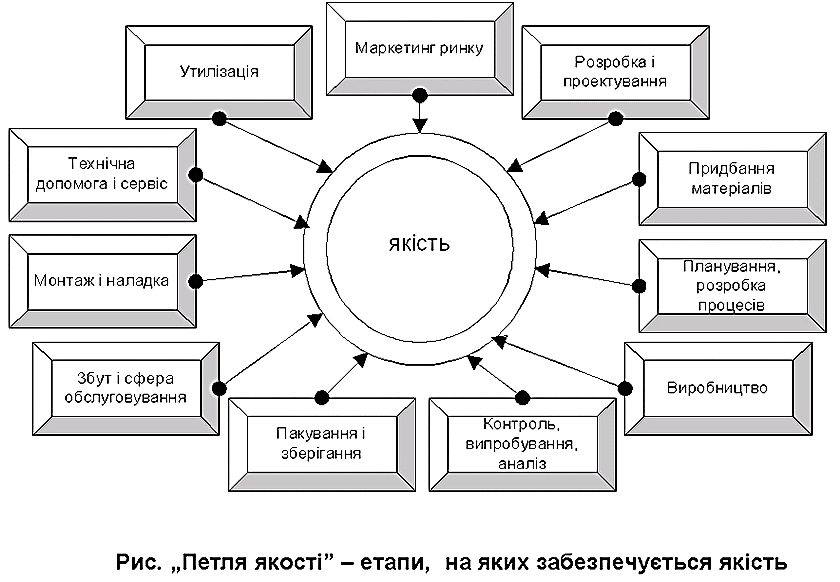 Маркетинг ринку
Розробка і
проектування
Придбання
матеріалів
Планування,
розробка
процесів
Виробництво
Контроль,
випробування,
аналіз
Пакування і
зберігання
Збут і сфера
обслуговування
Монтаж і наладка
Технічна
допомога і сервіс
Утилізація
якість
Рис. „Петля якості” – етапи, на яких забезпечується якість